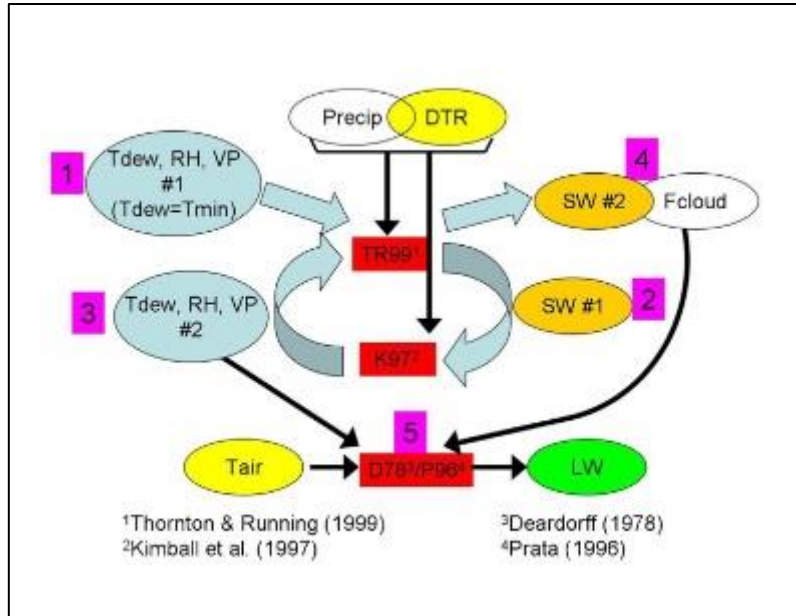 Precip
DTR
1
Tdew, RH, VP
#1
(Tdew=Tmin)
4
SW #2
Fcloud
TR99¹
3
Tdew, RH, VP
#2
SW #1
2
K97²
5
Tair
D78³/P96⁴
LW
¹Thornton & Running (1999)
²Kimball et al. (1997)
³Deardorff (1978)
⁴Prata (1996)